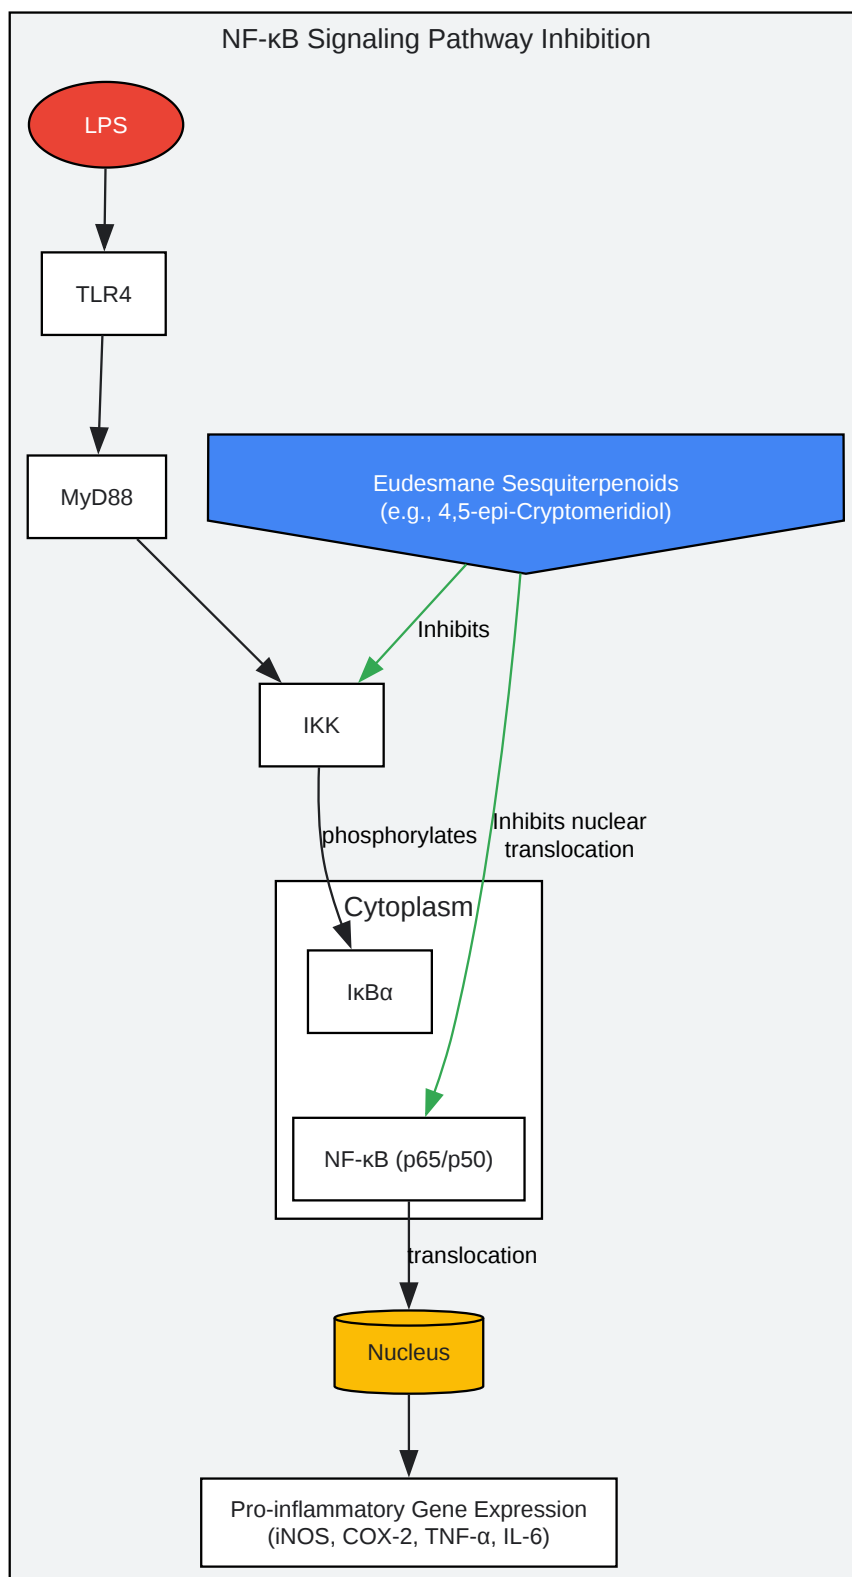 NF-κB Signaling Pathway Inhibition
LPS
TLR4
MyD88
Eudesmane Sesquiterpenoids
(e.g., 4,5-epi-Cryptomeridiol)
Inhibits
IKK
phosphorylates
Inhibits nuclear
translocation
Cytoplasm
IκBα
NF-κB (p65/p50)
translocation
Nucleus
Pro-inflammatory Gene Expression
(iNOS, COX-2, TNF-α, IL-6)